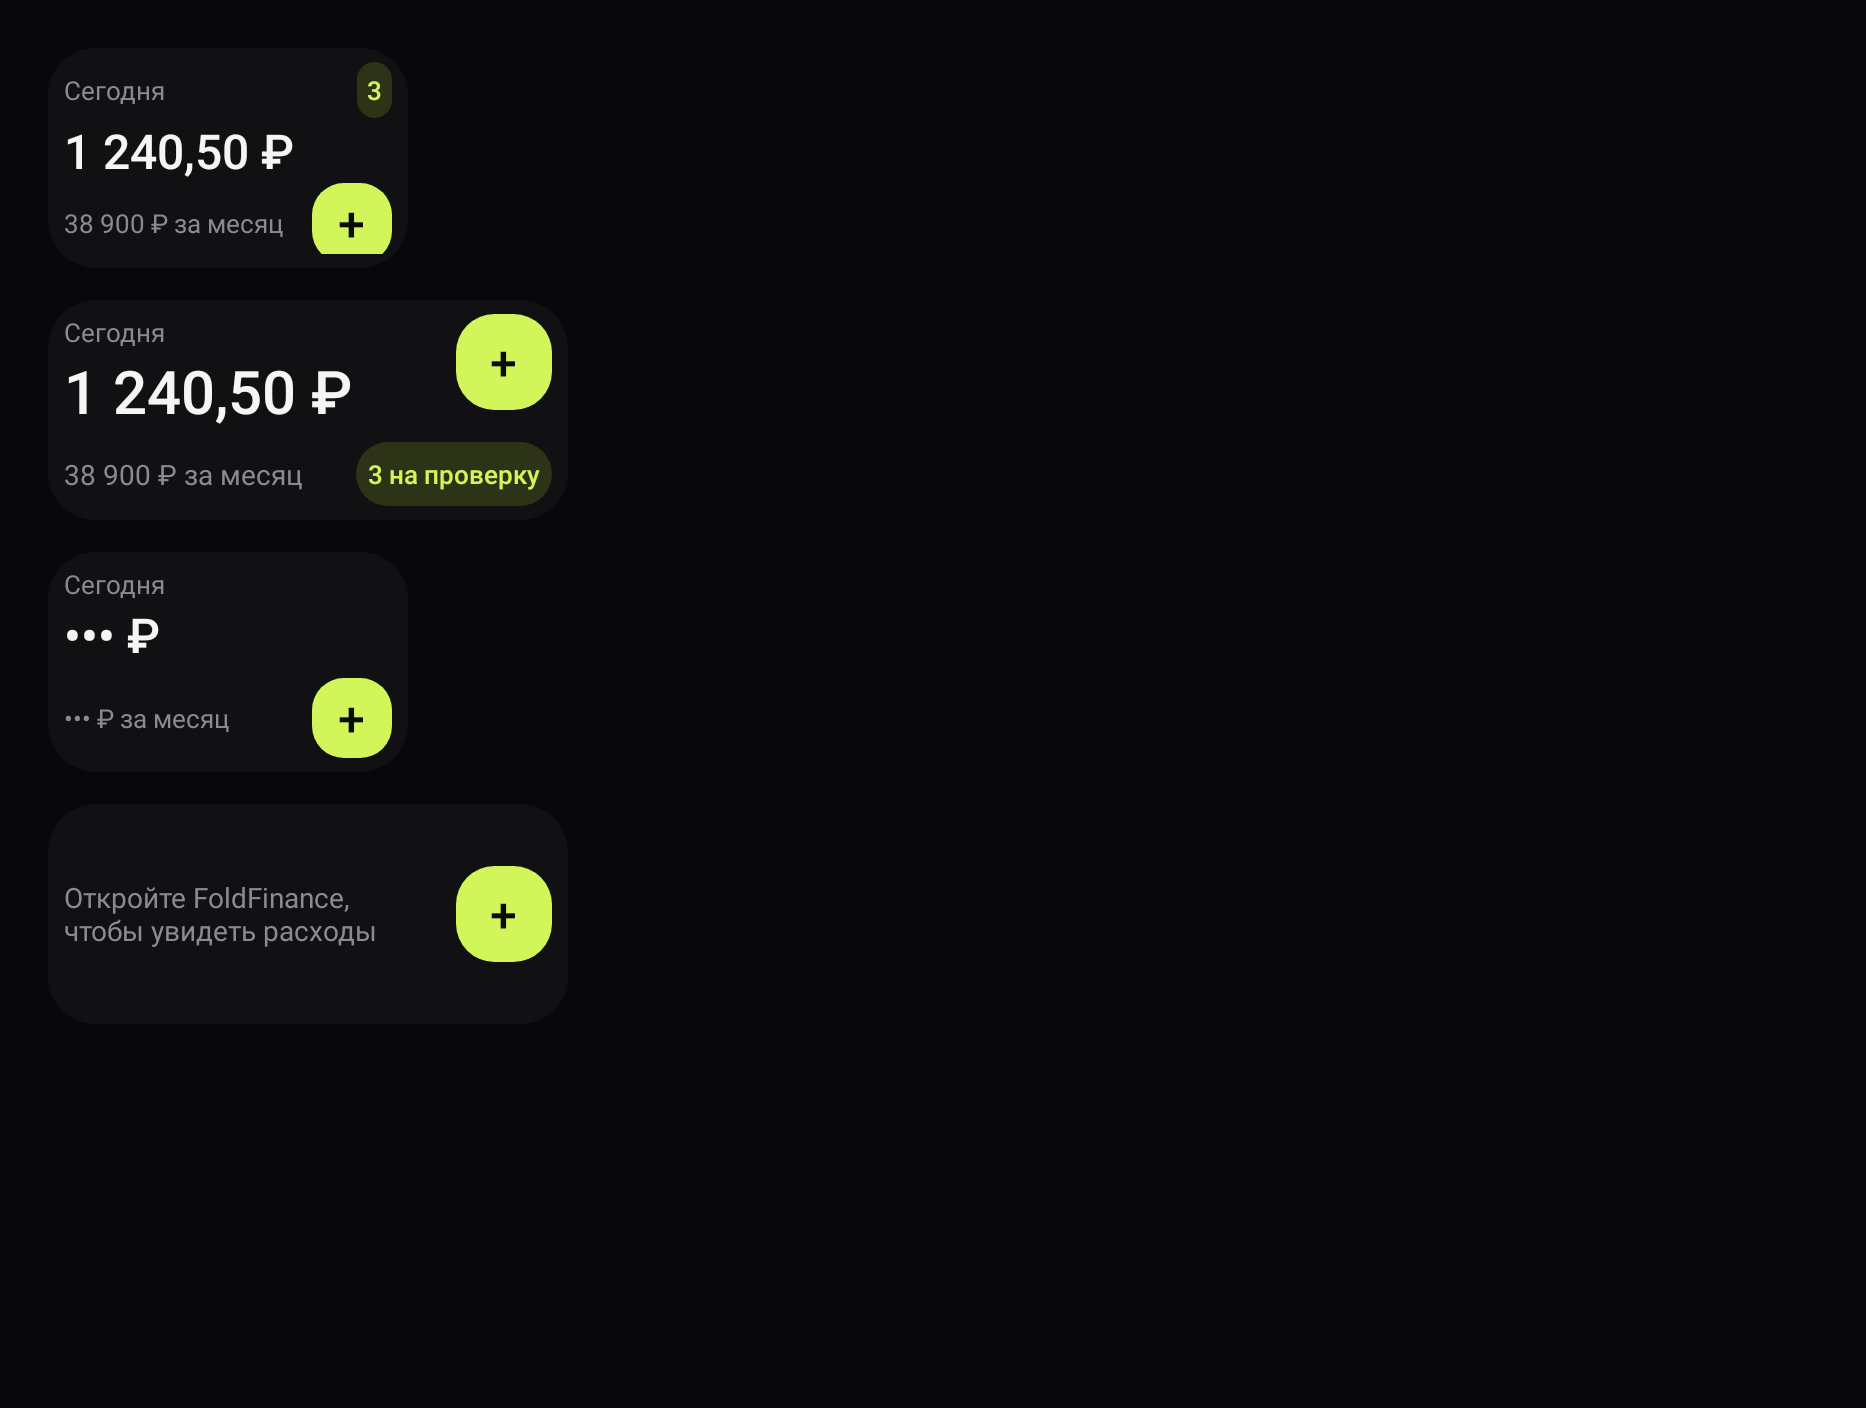 Сегодня 3
1 240,50 ₽
38 900 ₽ за месяц +
Сегодня +
1 240,50 ₽
38 900 ₽ за месяц 3 на проверку
Сегодня
••• ₽
••• ₽ за месяц +
Откройте FoldFinance,
чтобы увидеть расходы
+